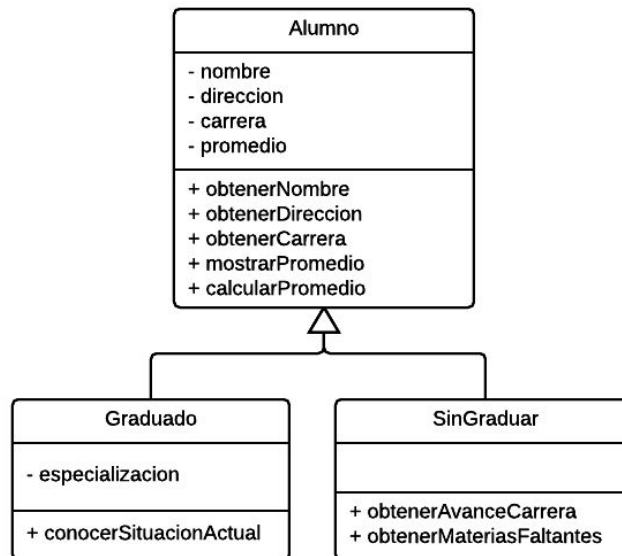 Alumno
- nombre
- direccion
- carrera
- promedio
+ obtenerNombre
+ obtenerDireccion
+ obtenerCarrera
+ mostrarPromedio
+ calcularPromedio
Graduado
- especializacion
+ conocerSituacionActual
SinGraduar
+ obtenerAvanceCarrera
+ obtenerMateriasFaltantes